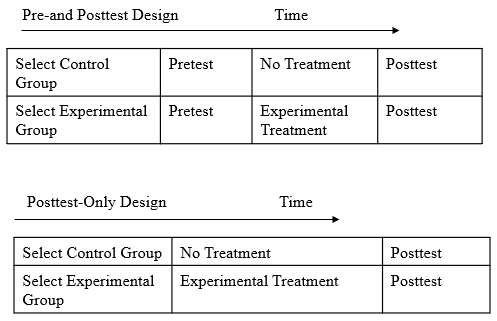 Pre-and Posttest Design Time
Select Control Group Pretest No Treatment Posttest
Select Experimental Group Pretest Experimental Treatment Posttest
Posttest-Only Design Time
Select Control Group No Treatment Posttest
Select Experimental Group Experimental Treatment Posttest